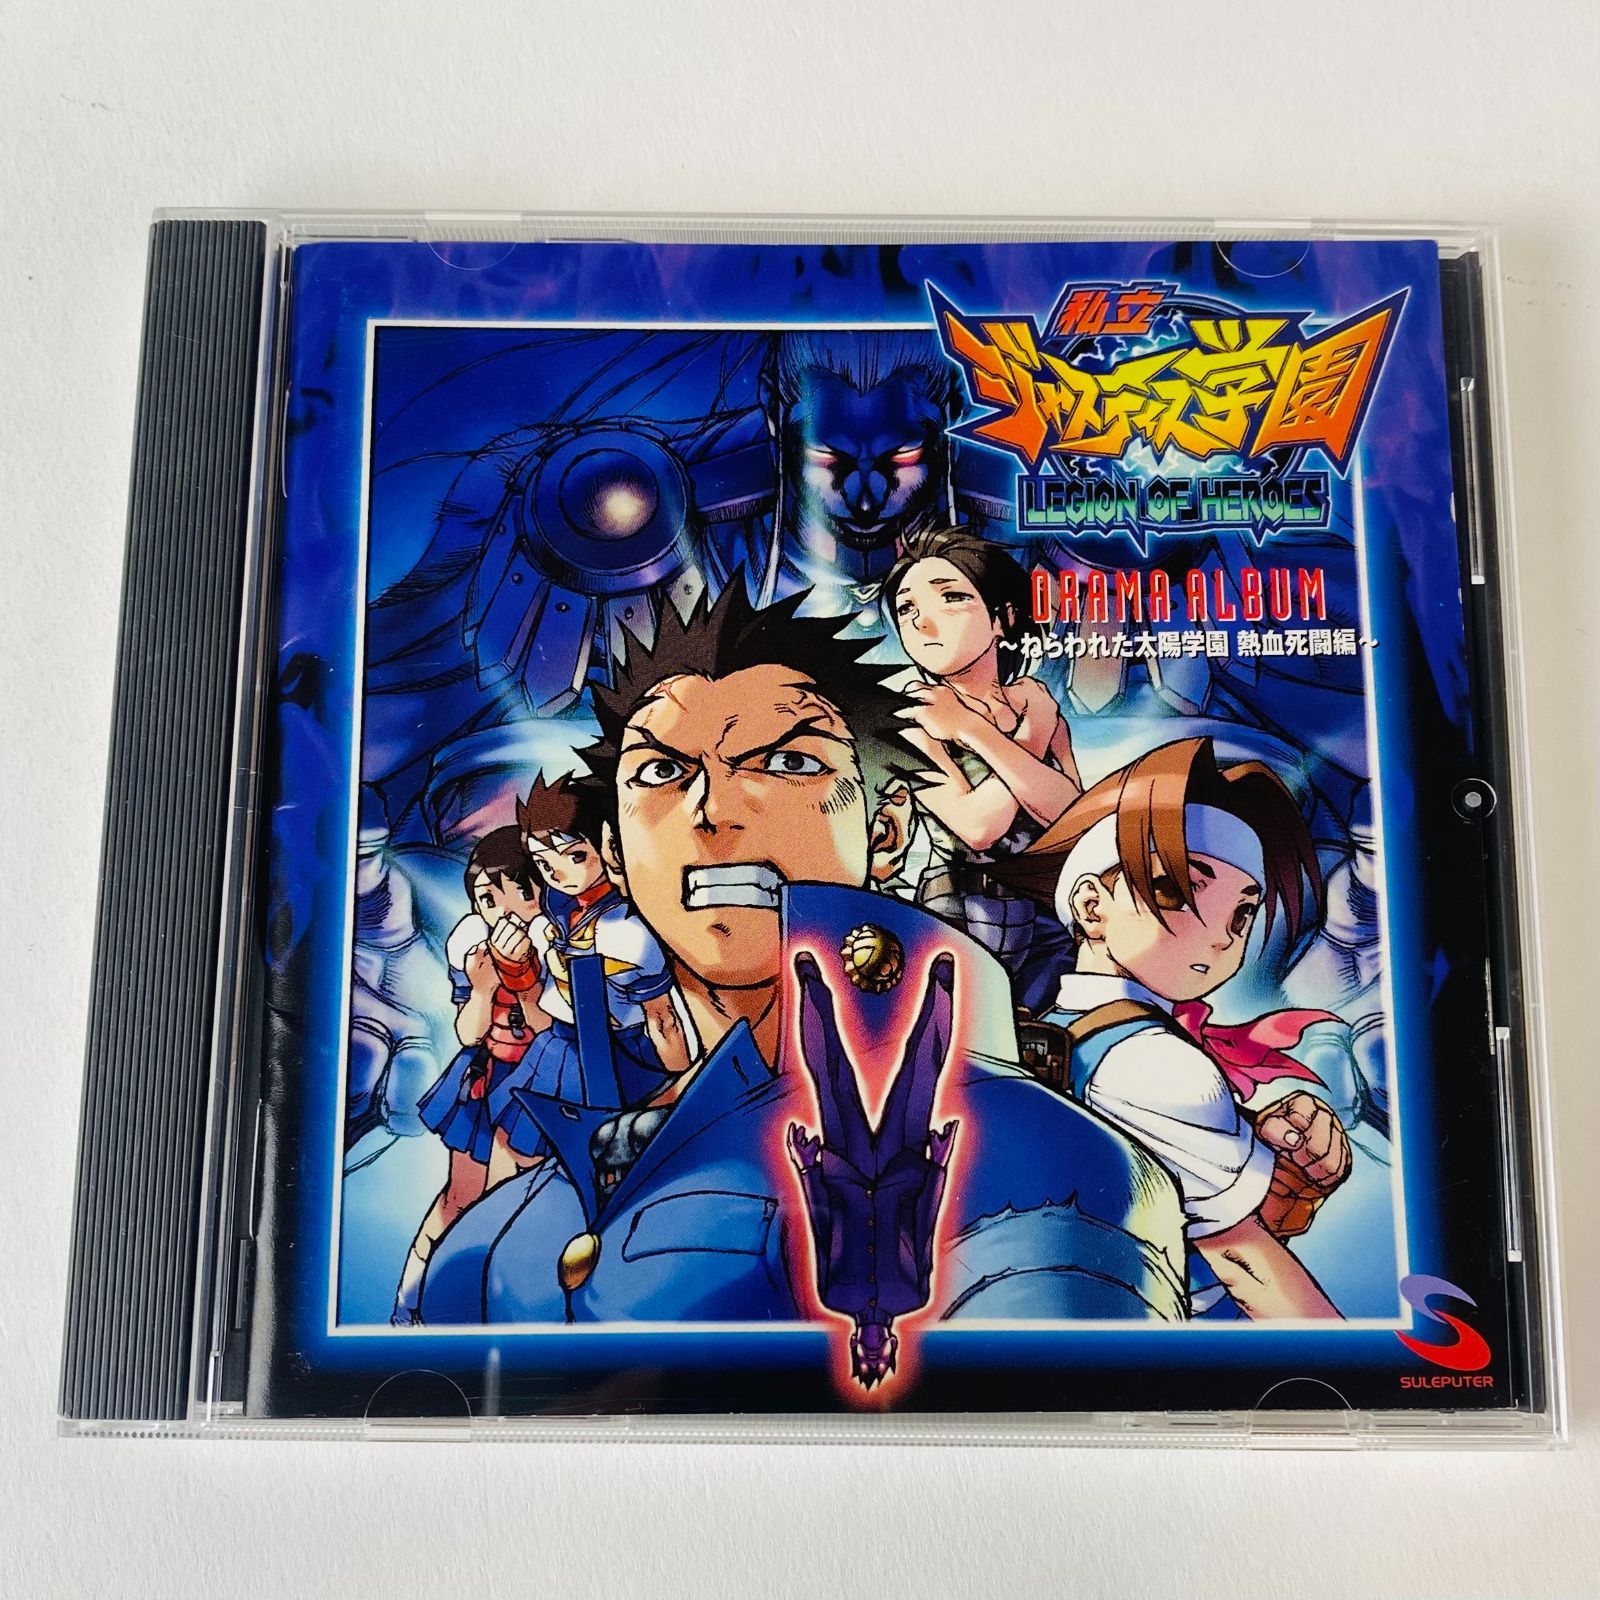 私立
ジャスティス学園
LEGION OF HEROES
DRAMA ALBUM
～ねらわれた太陽学園 熱血死闘編～
SULEPUTER